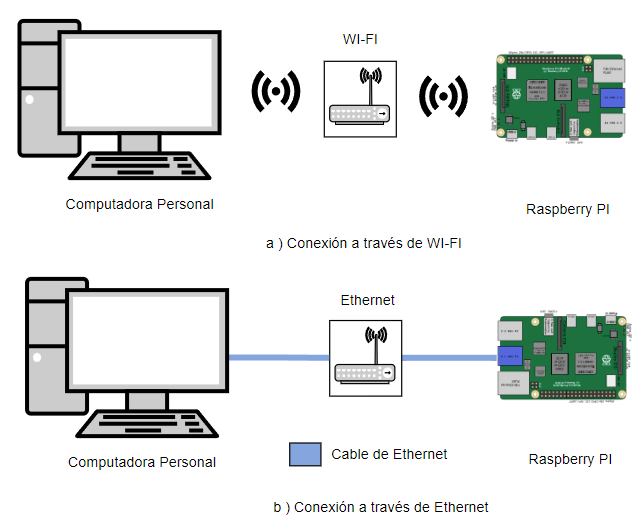 WI-FI
Computadora Personal
Raspberry PI
a ) Conexión a través de WI-FI
Ethernet
Computadora Personal
Cable de Ethernet
Raspberry PI
b ) Conexión a través de Ethernet